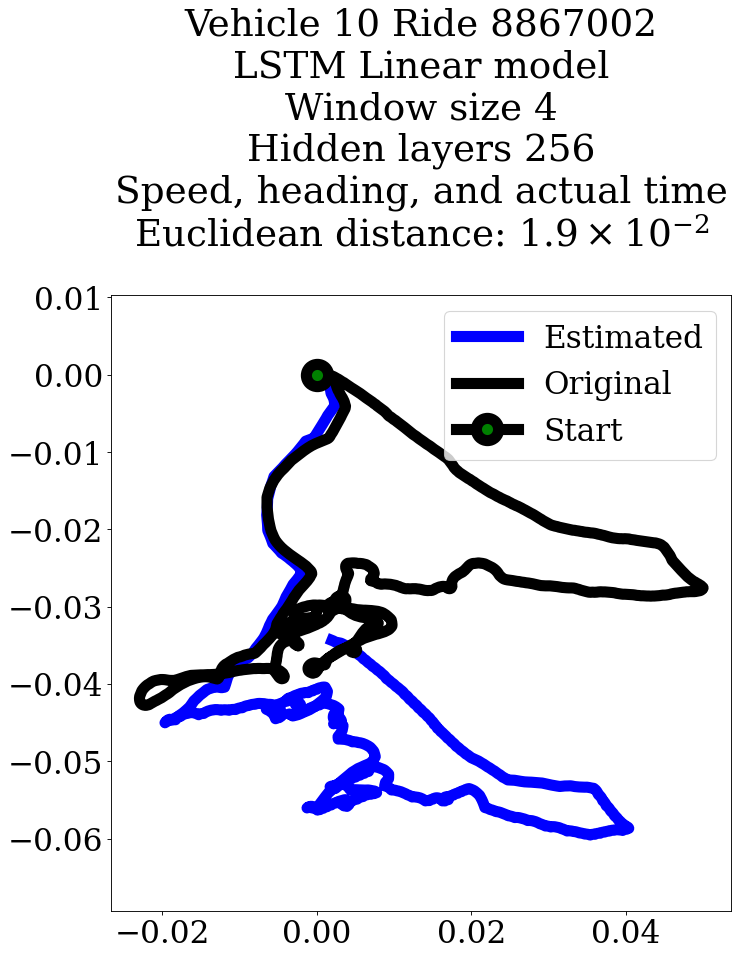 Vehicle 10 Ride 8867002
LSTM Linear model
Window size 4
Hidden layers 256
Speed, heading, and actual time
Euclidean distance: 1.9 × 10⁻²
Estimated
Original
Start
0.01
0.00
−0.01
−0.02
−0.03
−0.04
−0.05
−0.06
−0.02 0.00 0.02 0.04